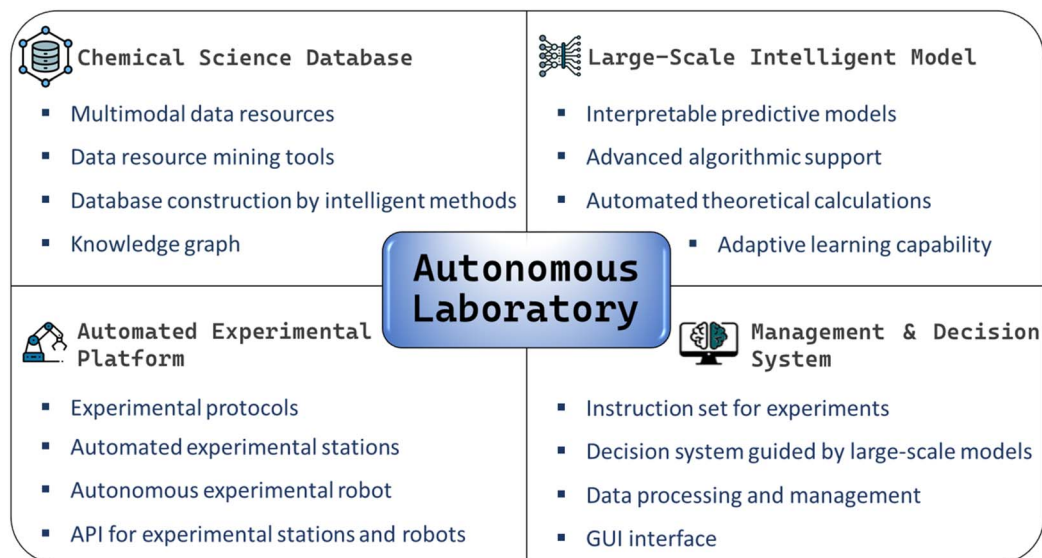 Chemical Science Database
Multimodal data resources
Data resource mining tools
Database construction by intelligent methods
Knowledge graph
Large-Scale Intelligent Model
Interpretable predictive models
Advanced algorithmic support
Automated theoretical calculations
Adaptive learning capability
Autonomous
Laboratory
Automated Experimental
Platform
Experimental protocols
Automated experimental stations
Autonomous experimental robot
API for experimental stations and robots
Management & Decision
System
Instruction set for experiments
Decision system guided by large-scale models
Data processing and management
GUI interface